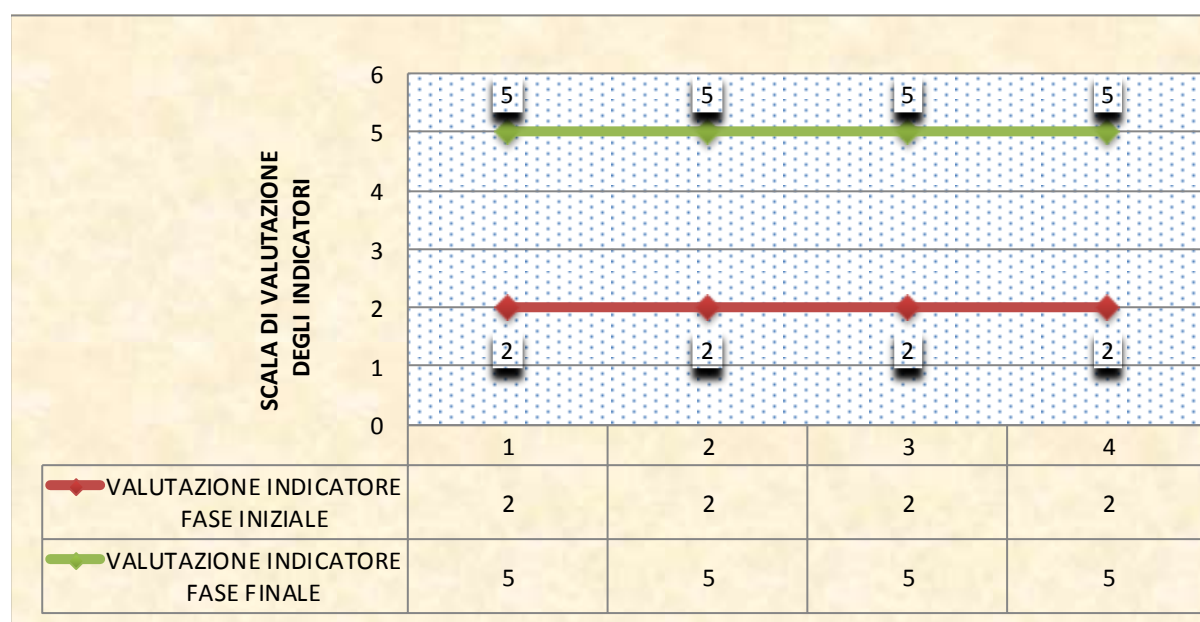 SCALA DI VALUTAZIONE
DEGLI INDICATORI
6
5
4
3
2
1
0
5 5 5 5
2 2 2 2
1 2 3 4
VALUTAZIONE INDICATORE
FASE INIZIALE
2 2 2 2
VALUTAZIONE INDICATORE
FASE FINALE
5 5 5 5